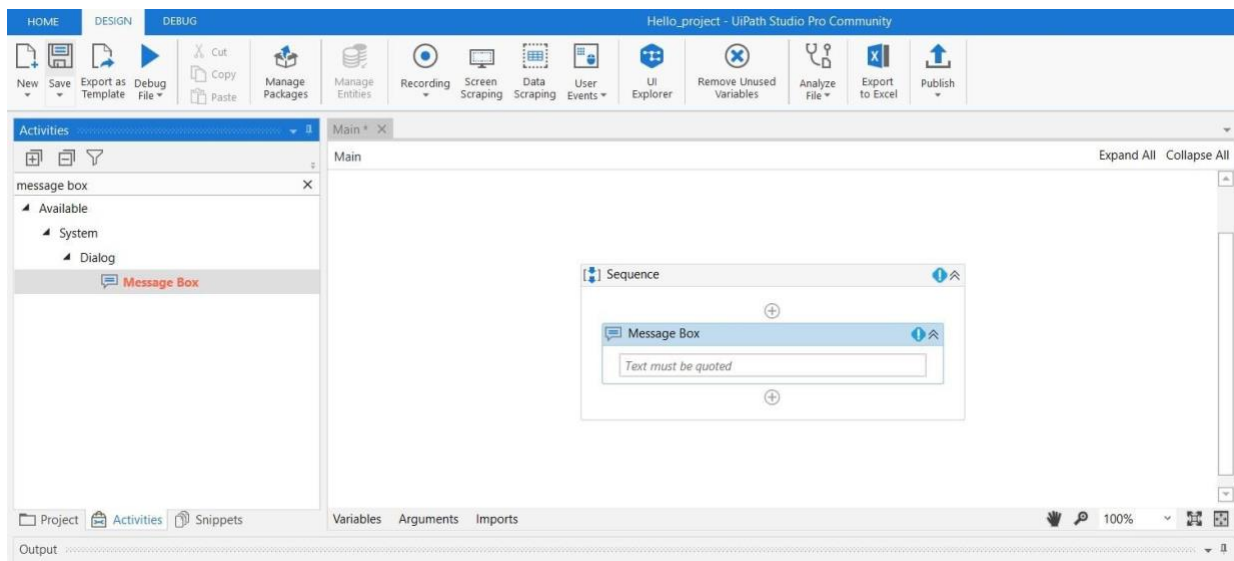 HOME DESIGN DEBUG Hello_project - UiPath Studio Pro Community
New Save Export as Template Debug File Cut Copy Paste Manage Packages Manage Entities Recording Screen Scraping Data Scraping User Events UI Explorer Remove Unused Variables Analyze File Export to Excel Publish
Activities
Main *
Main Expand All Collapse All
message box
Available
System
Dialog
Message Box
Sequence
Message Box
Text must be quoted
Project Activities Snippets
Variables Arguments Imports 100%
Output